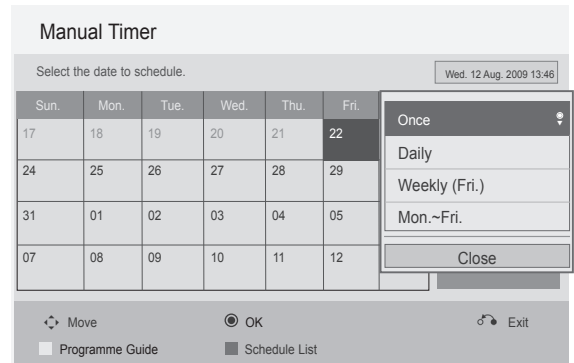 Manual Timer
Select the date to schedule.
Wed. 12 Aug. 2009 13:46
Sun. Mon. Tue. Wed. Thu. Fri.
17 18 19 20 21 22
24 25 26 27 28 29
31 01 02 03 04 05
07 08 09 10 11 12
Once
Daily
Weekly (Fri.)
Mon.~Fri.
Close
Move OK Exit
Programme Guide Schedule List